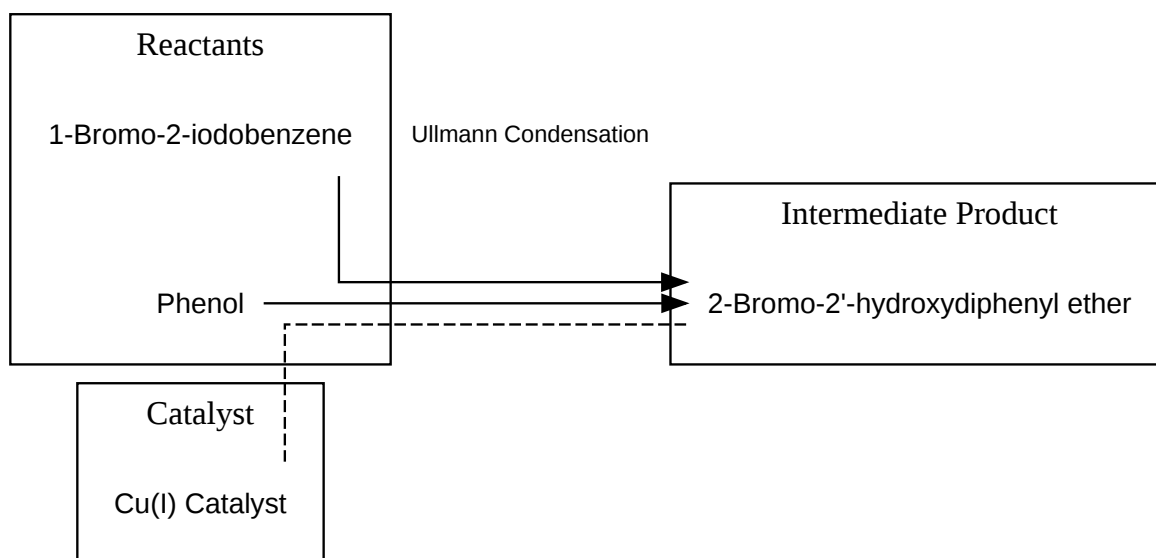 Reactants
1-Bromo-2-iodobenzene
Ullmann Condensation
Intermediate Product
Phenol
2-Bromo-2'-hydroxydiphenyl ether
Catalyst
Cu(I) Catalyst